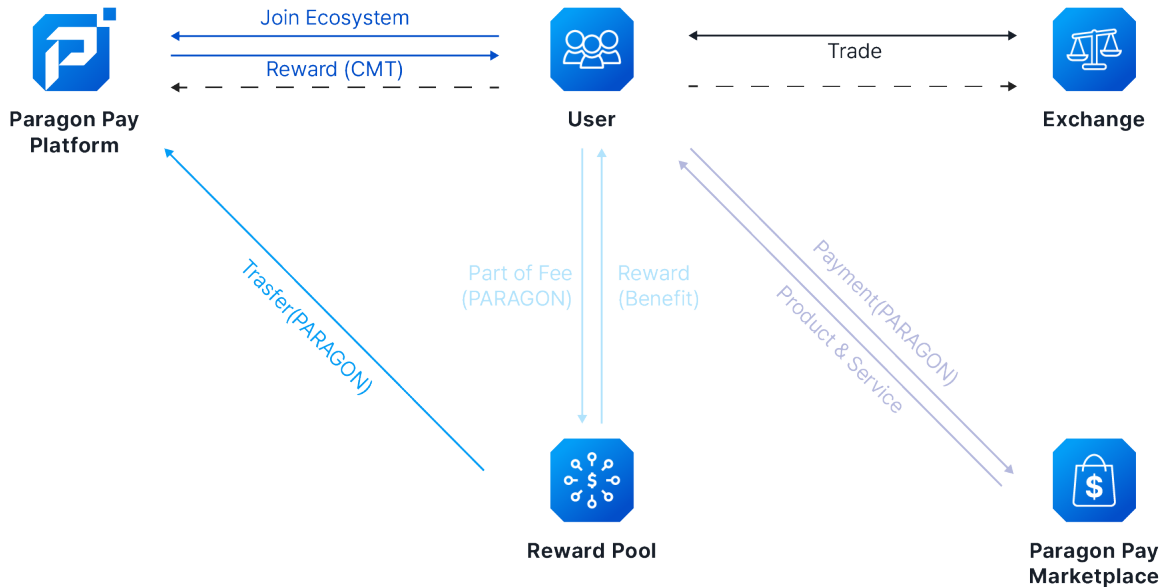 Join Ecosystem
Reward (CMT)
Trade
Paragon Pay
Platform
User
Exchange
Trasfer(PARAGON)
Part of Fee
(PARAGON)
Reward
(Benefit)
Payment(PARAGON)
Product & Service
$
$
Reward Pool
Paragon Pay
Marketplace